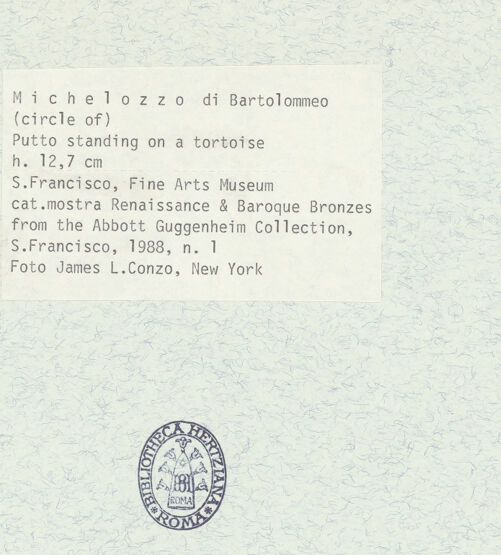 Michelozzo di Bartolommeo
(circle of)
Putto standing on a tortoise
h. 12,7 cm
S.Francisco, Fine Arts Museum
cat.mostra Renaissance & Baroque Bronzes
from the Abbott Guggenheim Collection,
S.Francisco, 1988, n. 1
Foto James L.Conzo, New York
BIBLIOTHECA HERTZIANA
ROMA
* ROMA *